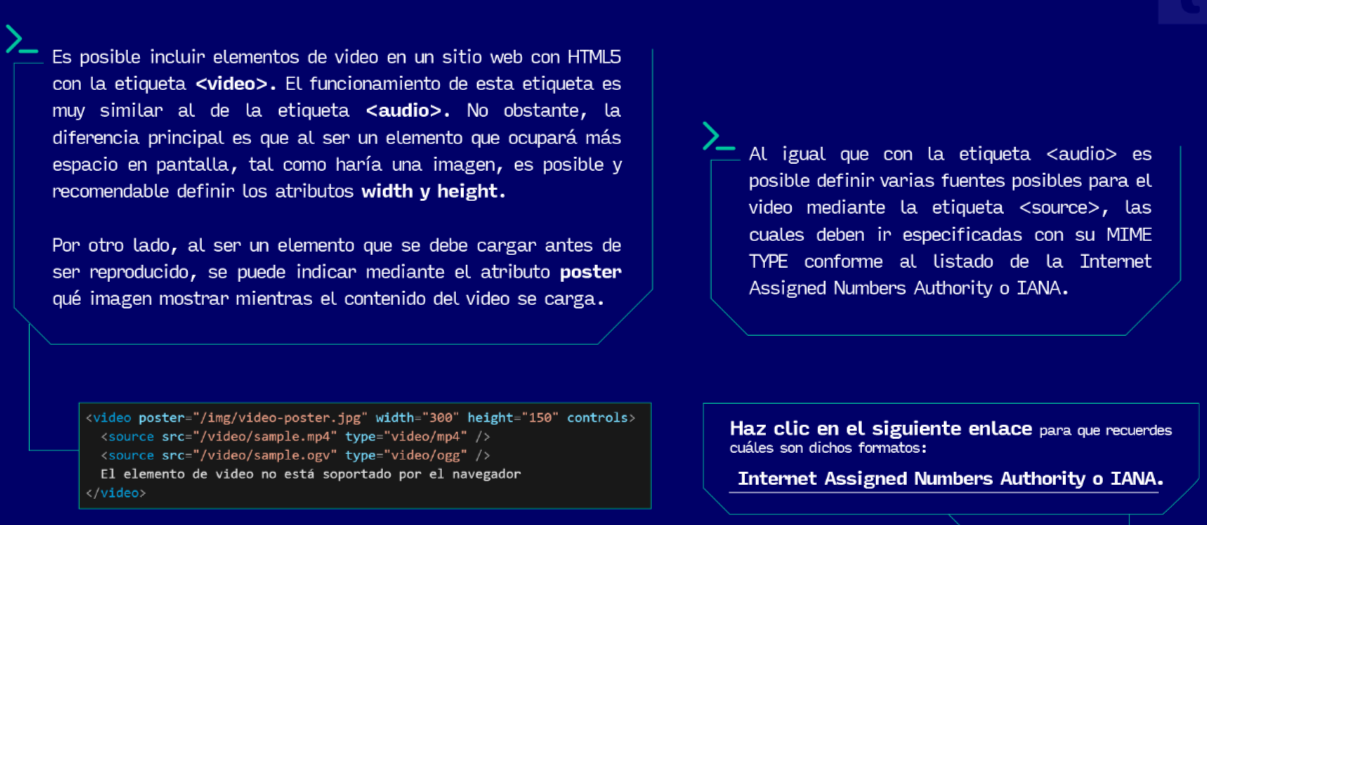 Es posible incluir elementos de video en un sitio web con HTML5
con la etiqueta <video>. El funcionamiento de esta etiqueta es
muy similar al de la etiqueta <audio>. No obstante, la
diferencia principal es que al ser un elemento que ocupará más
espacio en pantalla, tal como haría una imagen, es posible y
recomendable definir los atributos width y height.
Por otro lado, al ser un elemento que se debe cargar antes de
ser reproducido, se puede indicar mediante el atributo poster
qué imagen mostrar mientras el contenido del video se carga.
<video poster="/img/video-poster.jpg" width="300" height="150" controls>
<source src="/video/sample.mp4" type="video/mp4" />
<source src="/video/sample.ogv" type="video/ogg" />
El elemento de video no está soportado por el navegador
</video>
Al igual que con la etiqueta <audio> es
posible definir varias fuentes posibles para el
video mediante la etiqueta <source>, las
cuales deben ir especificadas con su MIME
TYPE conforme al listado de la Internet
Assigned Numbers Authority o IANA.
Haz clic en el siguiente enlace para que recuerdes
cuáles son dichos formatos:
Internet Assigned Numbers Authority o IANA.